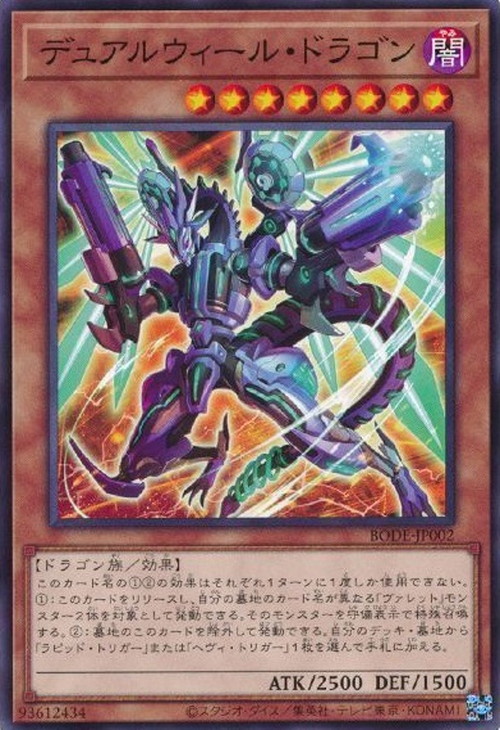 デュアルウィール・ドラゴン
闇
やみ
BODE-JP002
【ドラゴン族／効果】
このカード名の①②の効果はそれぞれ1ターンに1度しか使用できない。
①：このカードをリリースし、自分の墓地のカード名が異なる「ヴァレット」モン
スター2体を対象として発動できる。そのモンスターを守備表示で特殊召
喚する。②：墓地のこのカードを除外して発動できる。自分のデッキ・墓地から
「ラピッド・トリガー」または「ヘヴィ・トリガー」1枚を選んで手札に加える。
ATK/2500 DEF/1500
93612434
©スタジオ・ダイス／集英社・テレビ東京・KONAMI